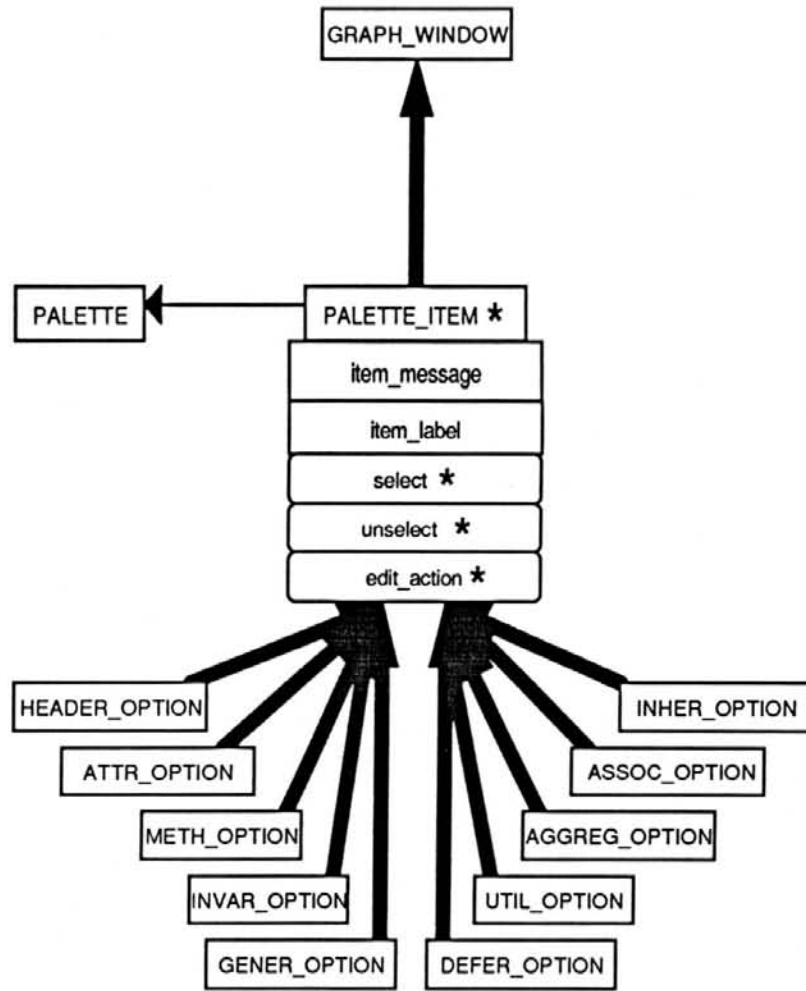 GRAPH_WINDOW
PALETTE
PALETTE_ITEM *
item_message
item_label
select *
unselect *
edit_action *
HEADER_OPTION
INHER_OPTION
ATTR_OPTION
ASSOC_OPTION
METH_OPTION
AGGREG_OPTION
INVAR_OPTION
UTIL_OPTION
GENER_OPTION
DEFER_OPTION